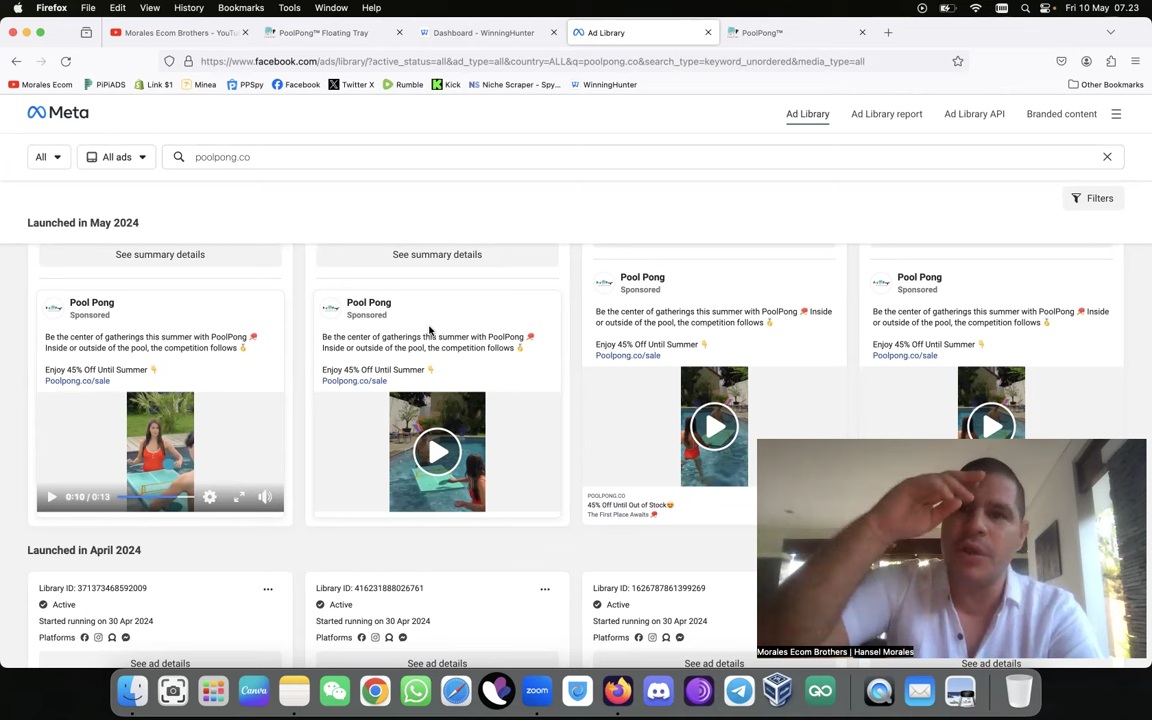 Firefox File Edit View History Bookmarks Tools Window Help Fri 10 May 07.23
Morales Ecom Brothers - YouTu PoolPong™ Floating Tray Dashboard - WinningHunter Ad Library PoolPong™
https://www.facebook.com/ads/library/?active_status=all&ad_type=all&country=ALL&q=poolpong.co&search_type=keyword_unordered&media_type=all
Morales Ecom PiPiADS Link $1 Minea PPSpy Facebook Twitter X Rumble Kick Niche Scraper - Spy... WinningHunter Other Bookmarks
Meta Ad Library Ad Library report Ad Library API Branded content
All All ads poolpong.co
Filters
Launched in May 2024
See summary details See summary details
Pool Pong
Sponsored
Be the center of gatherings this summer with PoolPong 🏓
Inside or outside of the pool, the competition follows 🥇
Enjoy 45% Off Until Summer 👇
Poolpong.co/sale
0:10 / 0:13
Pool Pong
Sponsored
Be the center of gatherings this summer with PoolPong 🏓
Inside or outside of the pool, the competition follows 🥇
Enjoy 45% Off Until Summer 👇
Poolpong.co/sale
Pool Pong
Sponsored
Be the center of gatherings this summer with PoolPong 🏓 Inside
or outside of the pool, the competition follows 🥇
Enjoy 45% Off Until Summer 👇
Poolpong.co/sale
POOLPONG.CO
45% Off Until Out of Stock😍
The First Place Awaits 🏓
Pool Pong
Sponsored
Be the center of gatherings this summer with PoolPong 🏓 Inside
or outside of the pool, the competition follows 🥇
Enjoy 45% Off Until Summer 👇
Poolpong.co/sale
Launched in April 2024
Library ID: 371373468592009
Active
Started running on 30 Apr 2024
Platforms
See ad details
Library ID: 416231888026761
Active
Started running on 30 Apr 2024
Platforms
See ad details
Library ID: 1626787861399269
Active
Started running on 30 Apr 2024
Platforms
See ad details
See ad details
Morales Ecom Brothers | Hansel Morales
Canva
zoom